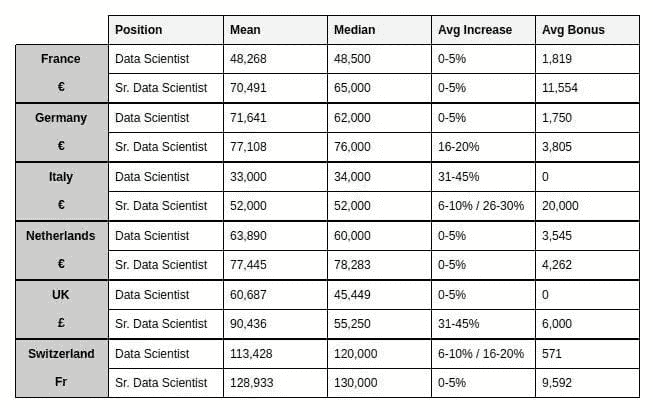 Position Mean Median Avg Increase Avg Bonus
France Data Scientist 48,268 48,500 0-5% 1,819
€ Sr. Data Scientist 70,491 65,000 0-5% 11,554
Germany Data Scientist 71,641 62,000 0-5% 1,750
€ Sr. Data Scientist 77,108 76,000 16-20% 3,805
Italy Data Scientist 33,000 34,000 31-45% 0
€ Sr. Data Scientist 52,000 52,000 6-10% / 26-30% 20,000
Netherlands Data Scientist 63,890 60,000 0-5% 3,545
€ Sr. Data Scientist 77,445 78,283 0-5% 4,262
UK Data Scientist 60,687 45,449 0-5% 0
£ Sr. Data Scientist 90,436 55,250 31-45% 6,000
Switzerland Data Scientist 113,428 120,000 6-10% / 16-20% 571
Fr Sr. Data Scientist 128,933 130,000 0-5% 9,592